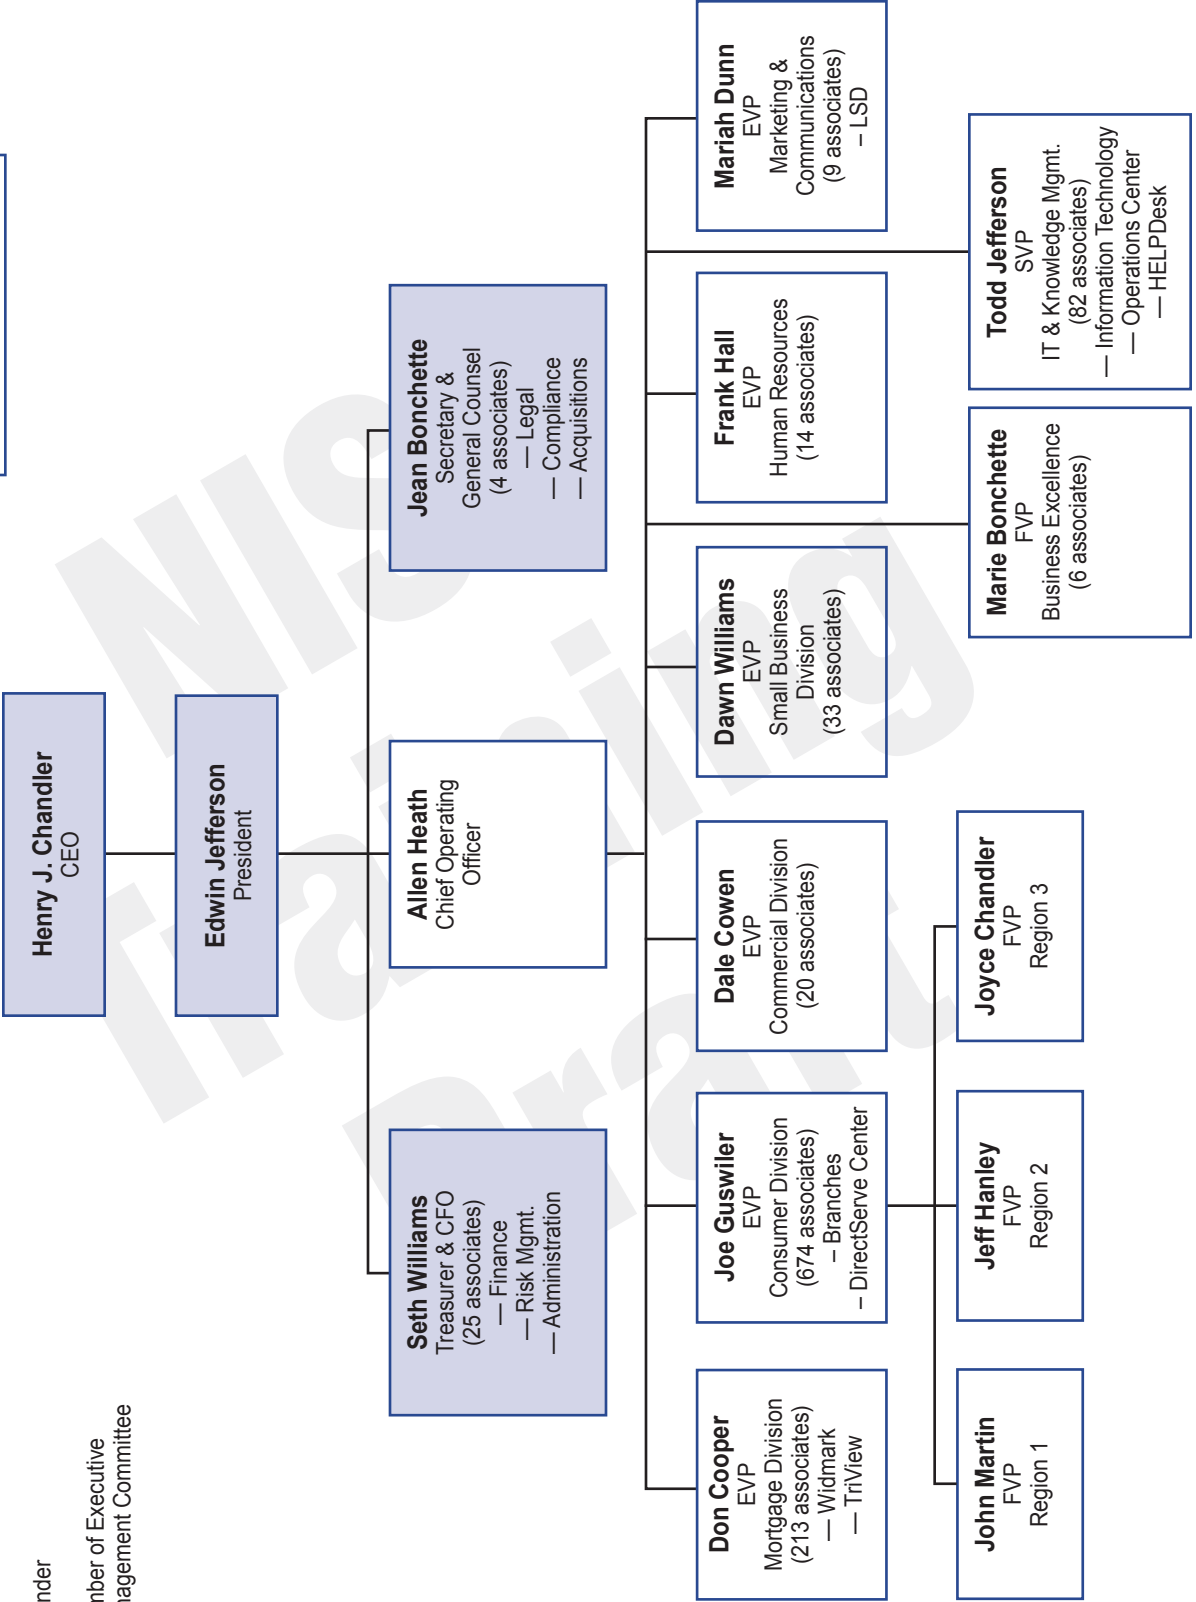 nder
nber of Executive
nagement Committee
Henry J. Chandler
CEO
Edwin Jefferson
President
Seth Williams
Treasurer & CFO
(25 associates)
— Finance
— Risk Mgmt.
— Administration
Allen Heath
Chief Operating
Officer
Jean Bonchette
Secretary &
General Counsel
(4 associates)
— Legal
— Compliance
— Acquisitions
Don Cooper
EVP
Mortgage Division
(213 associates)
— Widmark
— TriView
Joe Guswiler
EVP
Consumer Division
(674 associates)
– Branches
– DirectServe Center
Dale Cowen
EVP
Commercial Division
(20 associates)
Dawn Williams
EVP
Small Business
Division
(33 associates)
Frank Hall
EVP
Human Resources
(14 associates)
Mariah Dunn
EVP
Marketing &
Communications
(9 associates)
– LSD
John Martin
FVP
Region 1
Jeff Hanley
FVP
Region 2
Joyce Chandler
FVP
Region 3
Marie Bonchette
FVP
Business Excellence
(6 associates)
Todd Jefferson
SVP
IT & Knowledge Mgmt.
(82 associates)
— Information Technology
— Operations Center
— HELPDesk
NIS
Training
Draft